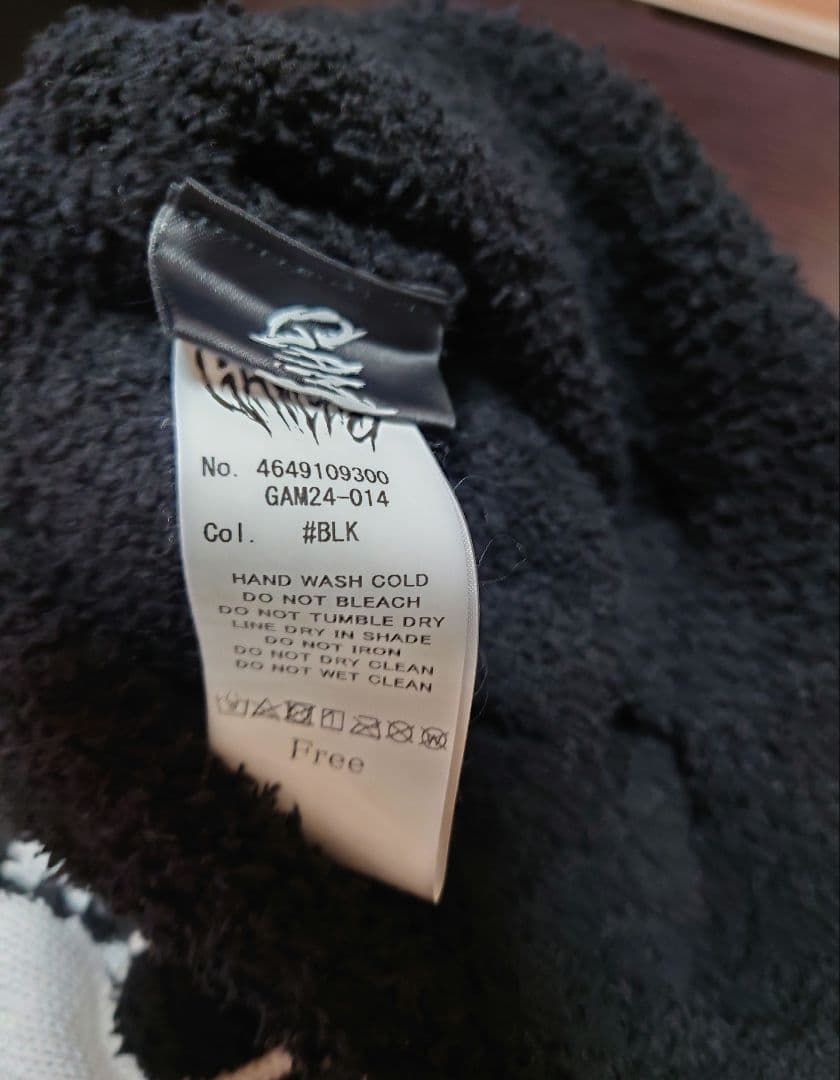 No. 4649109300
GAM24-014
Col. #BLK
HAND WASH COLD
DO NOT BLEACH
DO NOT TUMBLE DRY
LINE DRY IN SHADE
DO NOT IRON
DO NOT DRY CLEAN
DO NOT WET CLEAN
Free